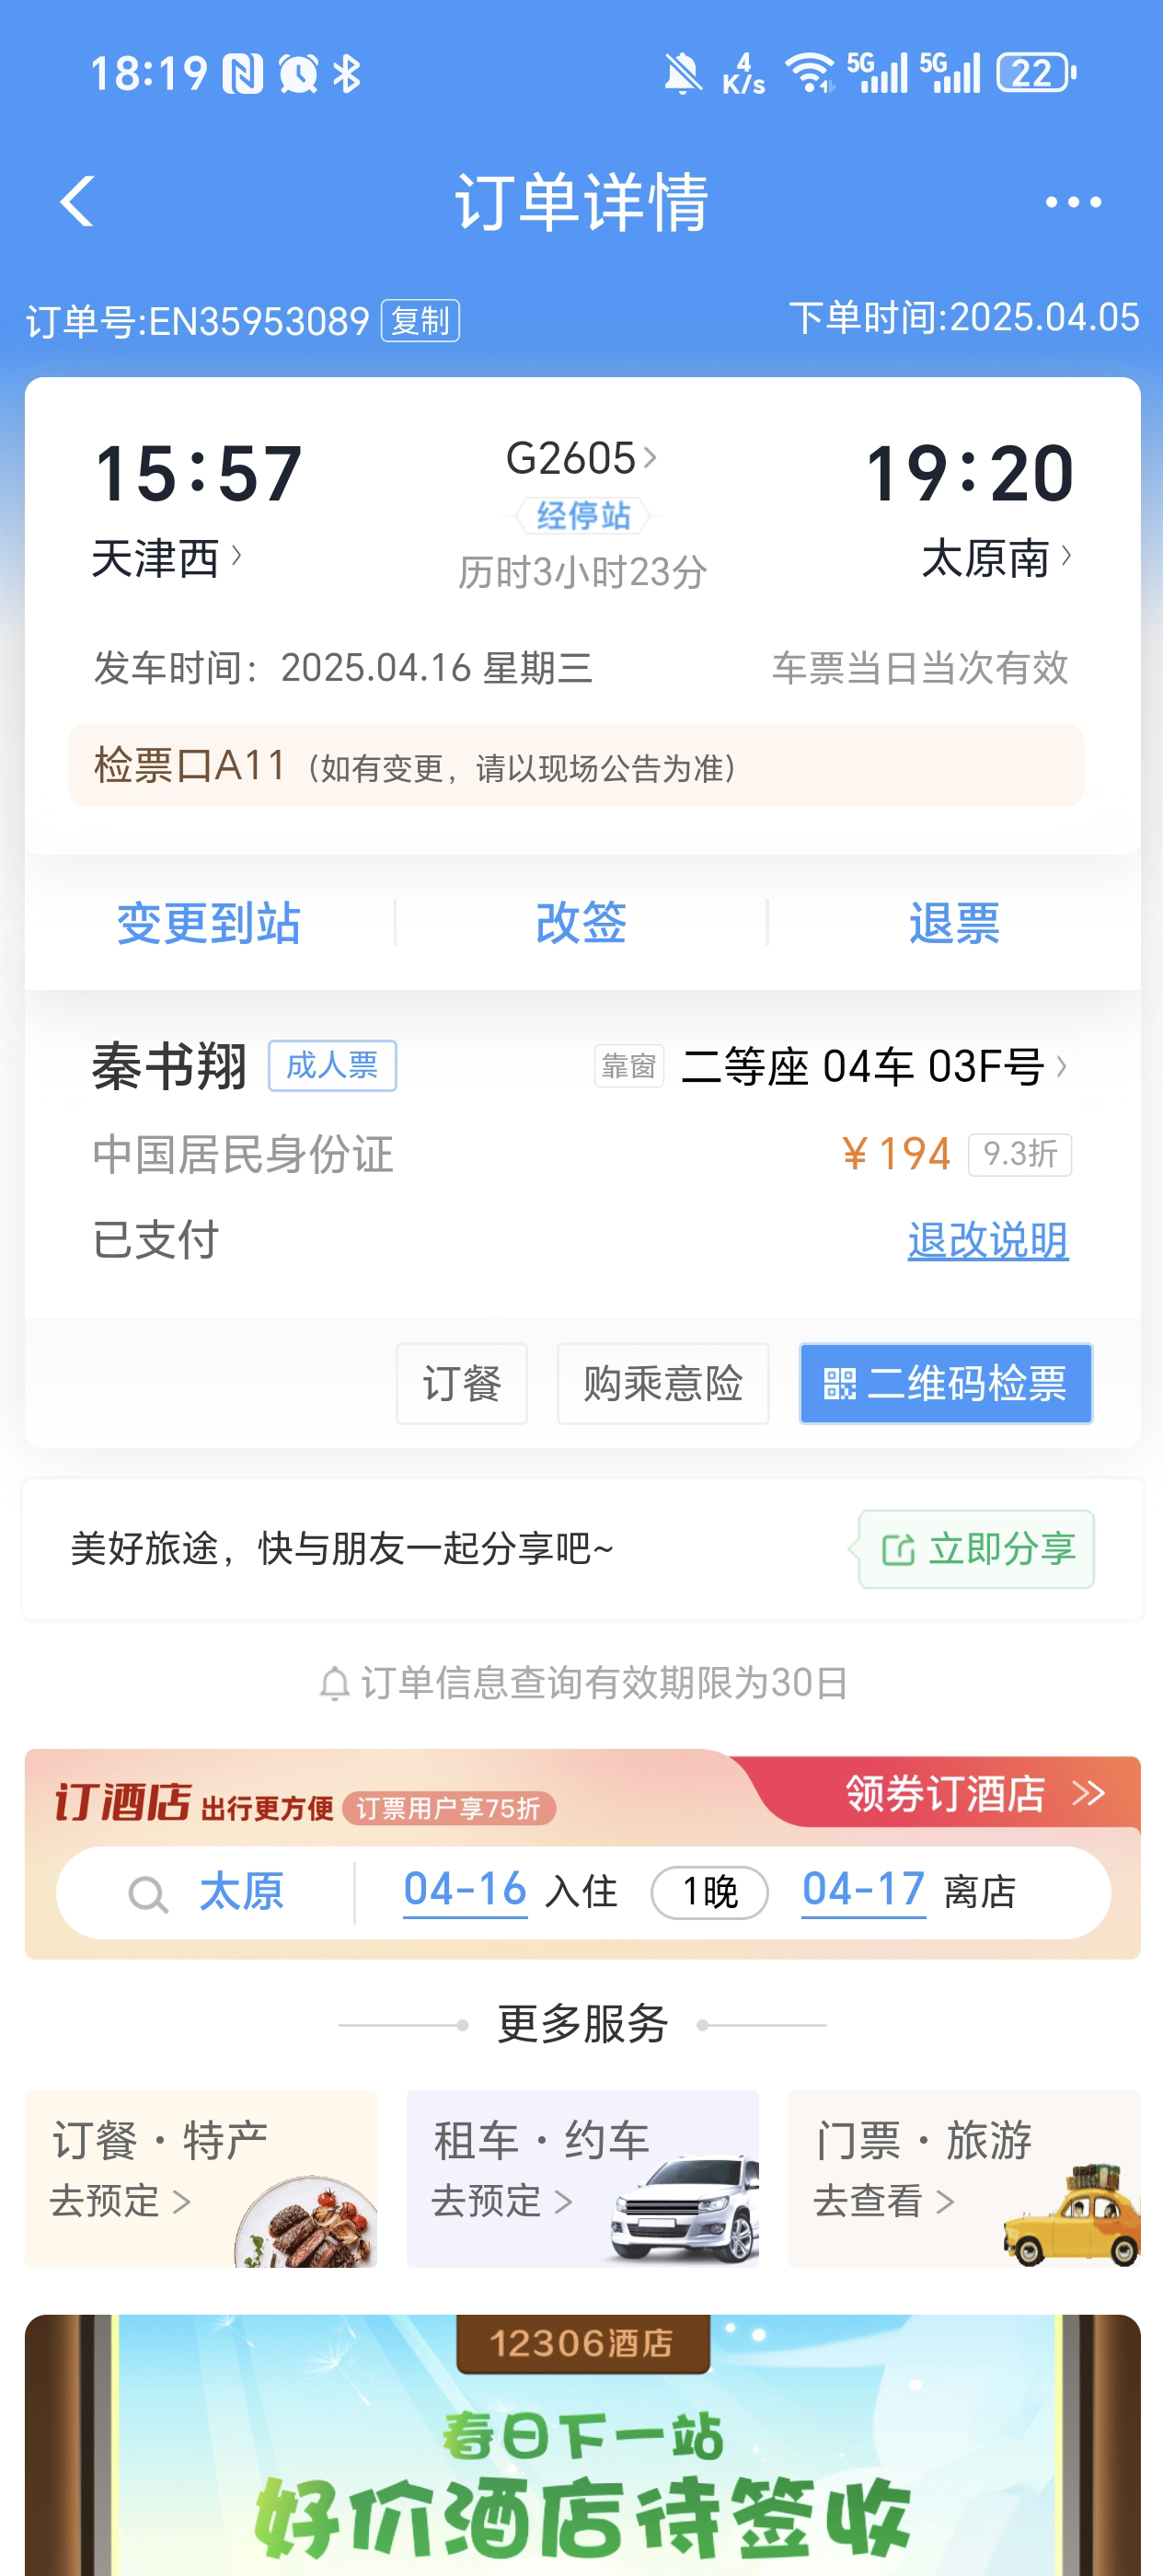 18:19 4 K/s 5G 5G 22
订单详情
订单号:EN35953089 复制 下单时间:2025.04.05
15:57 G2605 19:20
经停站
天津西 历时3小时23分 太原南
发车时间：2025.04.16 星期三 车票当日当次有效
检票口A11（如有变更，请以现场公告为准）
变更到站 改签 退票
秦书翔 成人票 靠窗 二等座 04车 03F号
中国居民身份证 ￥194 9.3折
已支付 退改说明
订餐 购乘意险 二维码检票
美好旅途，快与朋友一起分享吧~ 立即分享
订单信息查询有效期限为30日
订酒店 出行更方便 订票用户享75折 领券订酒店
太原 04-16 入住 1晚 04-17 离店
更多服务
订餐·特产 租车·约车 门票·旅游
去预定 去预定 去查看
12306酒店
春日下一站
好价酒店待签收